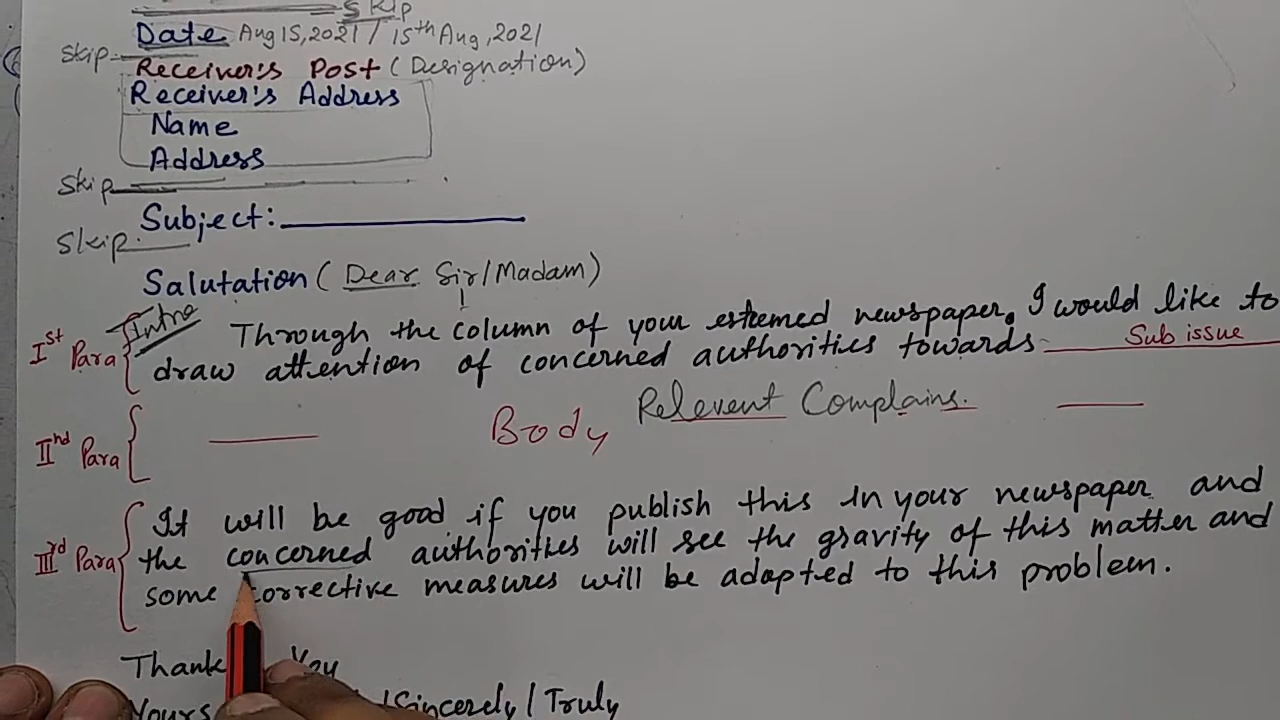 Skip
Date Aug 15, 2021 / 15th Aug, 2021
Skip
Receiver's Post (Designation)
Receiver's Address
Name
Address
Skip
Subject:
Skip
Salutation (Dear Sir/Madam)
Ist Para Intro Through the column of your esteemed newspaper, I would like to
draw attention of concerned authorities towards Sub issue
IInd Para Body Relevent Complains.
IIIrd Para It will be good if you publish this in your newspaper and
the concerned authorities will see the gravity of this matter and
some corrective measures will be adapted to this problem.
Thank You
Yours / Sincerely / Truly